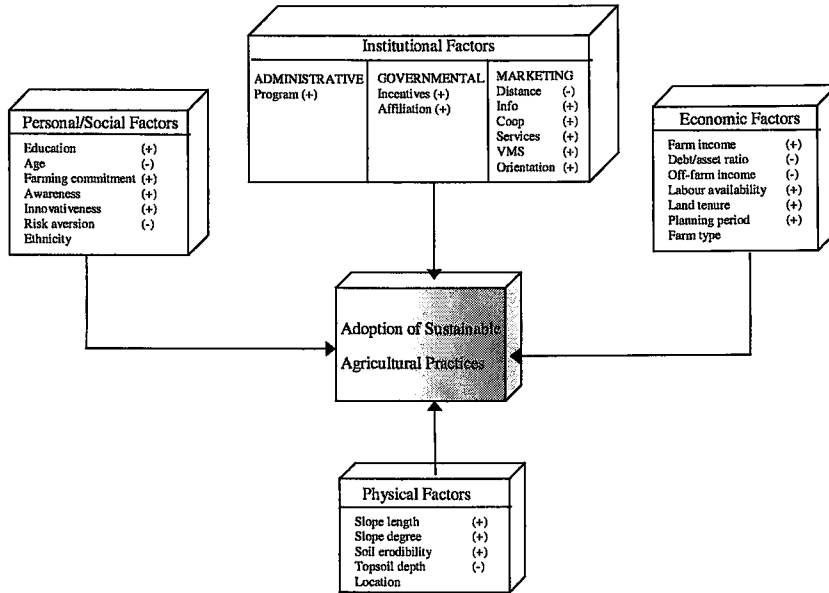 Institutional Factors
ADMINISTRATIVE
Program (+)
GOVERNMENTAL
Incentives (+)
Affiliation (+)
MARKETING
Distance (-)
Info (+)
Coop (+)
Services (+)
VMS (+)
Orientation (+)
Personal/Social Factors
Education (+)
Age (-)
Farming commitment (+)
Awareness (+)
Innovativeness (+)
Risk aversion (-)
Ethnicity
Economic Factors
Farm income (+)
Debt/asset ratio (-)
Off-farm income (-)
Labour availability (+)
Land tenure (+)
Planning period (+)
Farm type
Adoption of Sustainable
Agricultural Practices
Physical Factors
Slope length (+)
Slope degree (+)
Soil erodibility (+)
Topsoil depth (-)
Location